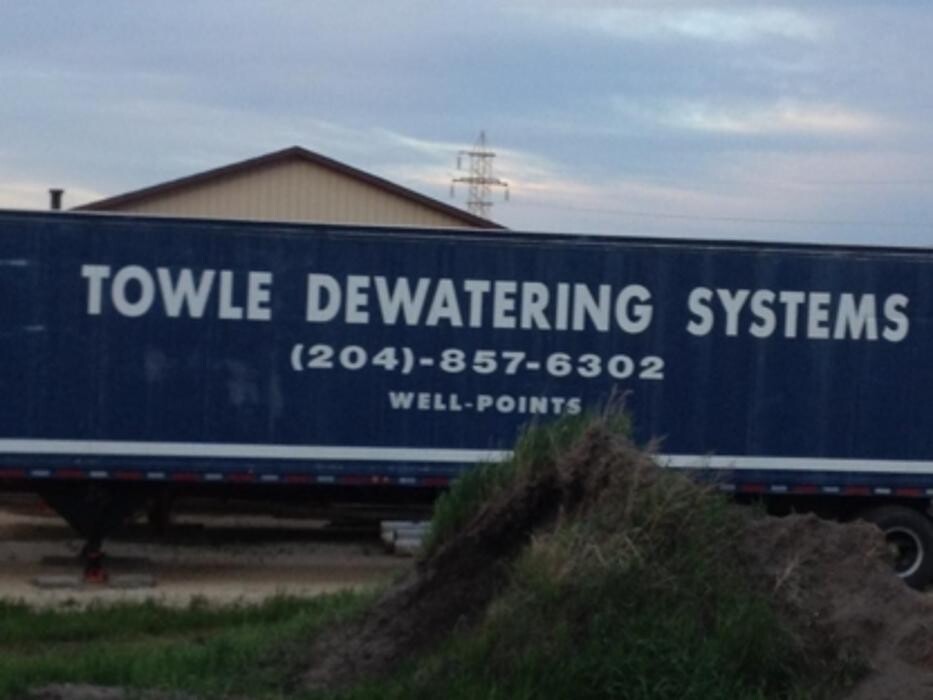 TOWLE DEWATERING SYSTEMS
(204)-857-6302
WELL-POINTS